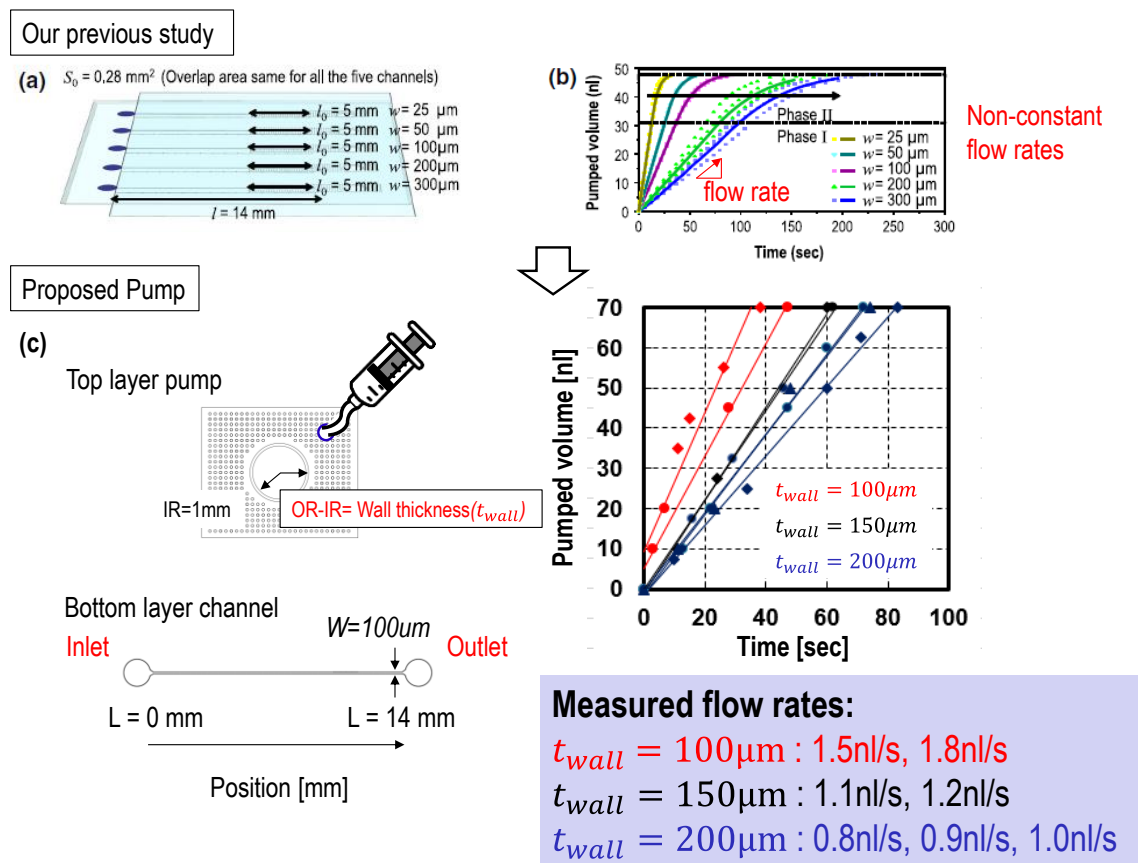 Our previous study
(a) S₀ = 0,28 mm² (Overlap area same for all the five channels)
l₀ = 5 mm w= 25 µm
l₀ = 5 mm w= 50 µm
l₀ = 5 mm w= 100µm
l₀ = 5 mm w= 200µm
l₀ = 5 mm w= 300µm
l = 14 mm
(b)
Pumped volume (nl)
50
40
30
20
10
0
Phase II
Phase I
w= 25 µm
w= 50 µm
w= 100 µm
w= 200 µm
w= 300 µm
flow rate
0 50 100 150 200 250 300
Time (sec)
Non-constant
flow rates
Proposed Pump
(c)
Top layer pump
IR=1mm
OR-IR= Wall thickness(t_wall)
Bottom layer channel
Inlet
W=100um
Outlet
L = 0 mm
L = 14 mm
Position [mm]
Pumped volume [nl]
70
60
50
40
30
20
10
0
t_wall = 100μm
t_wall = 150μm
t_wall = 200μm
0 20 40 60 80 100
Time [sec]
Measured flow rates:
t_wall = 100μm : 1.5nl/s, 1.8nl/s
t_wall = 150μm : 1.1nl/s, 1.2nl/s
t_wall = 200μm : 0.8nl/s, 0.9nl/s, 1.0nl/s